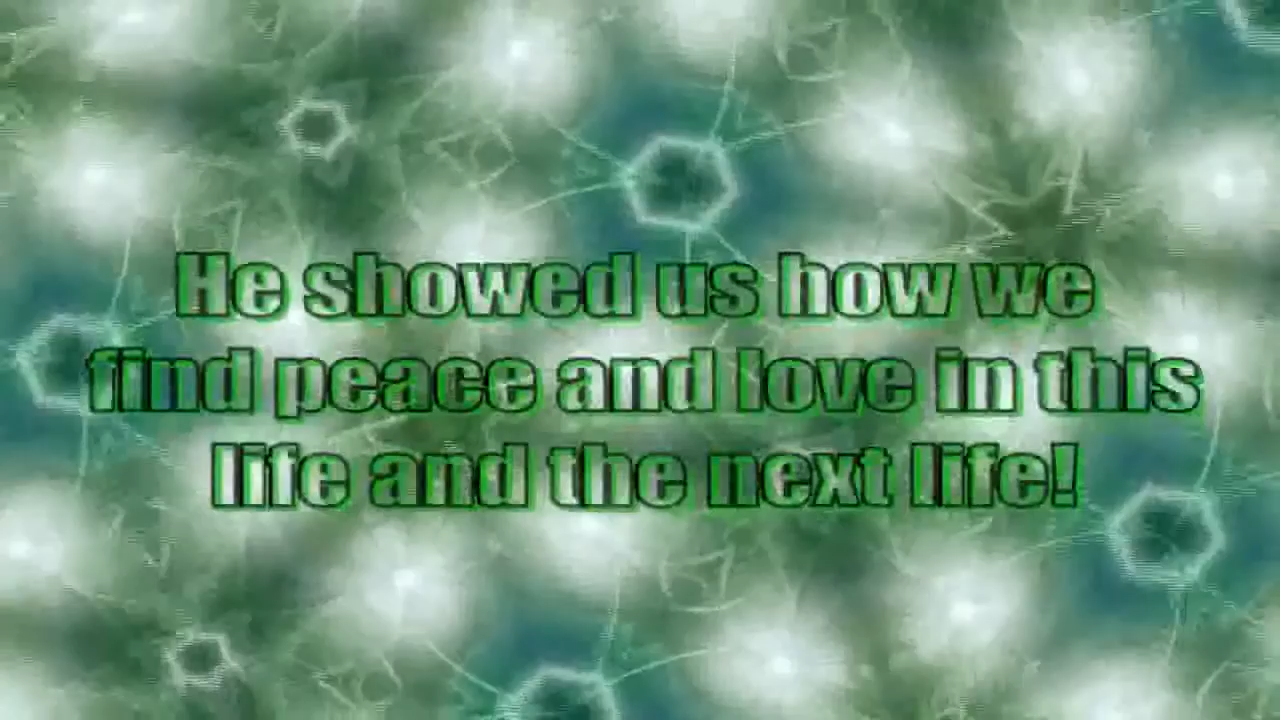 He showed us how we
find peace and love in this
life and the next life!